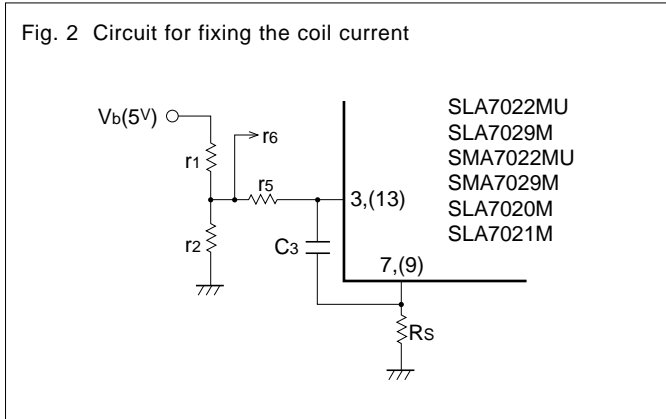 Fig. 2 Circuit for fixing the coil current
Vb(5V)
r6
r1
r5
3,(13)
r2
C3
7,(9)
RS
SLA7022MU
SLA7029M
SMA7022MU
SMA7029M
SLA7020M
SLA7021M